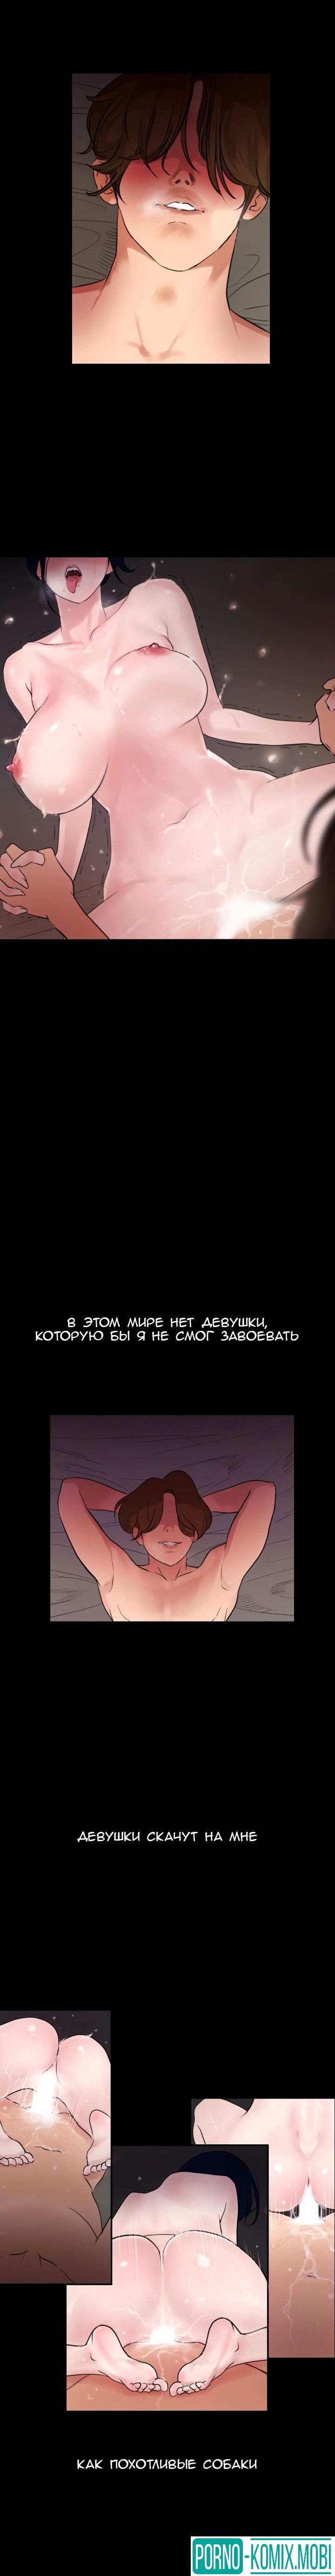 В ЭТОМ МИРЕ НЕТ ДЕВУШКИ,
КОТОРУЮ БЫ Я НЕ СМОГ ЗАВОЕВАТЬ
ДЕВУШКИ СКАЧУТ НА МНЕ
КАК ПОХОТЛИВЫЕ СОБАКИ
PORNO-KOMIX.MOBI